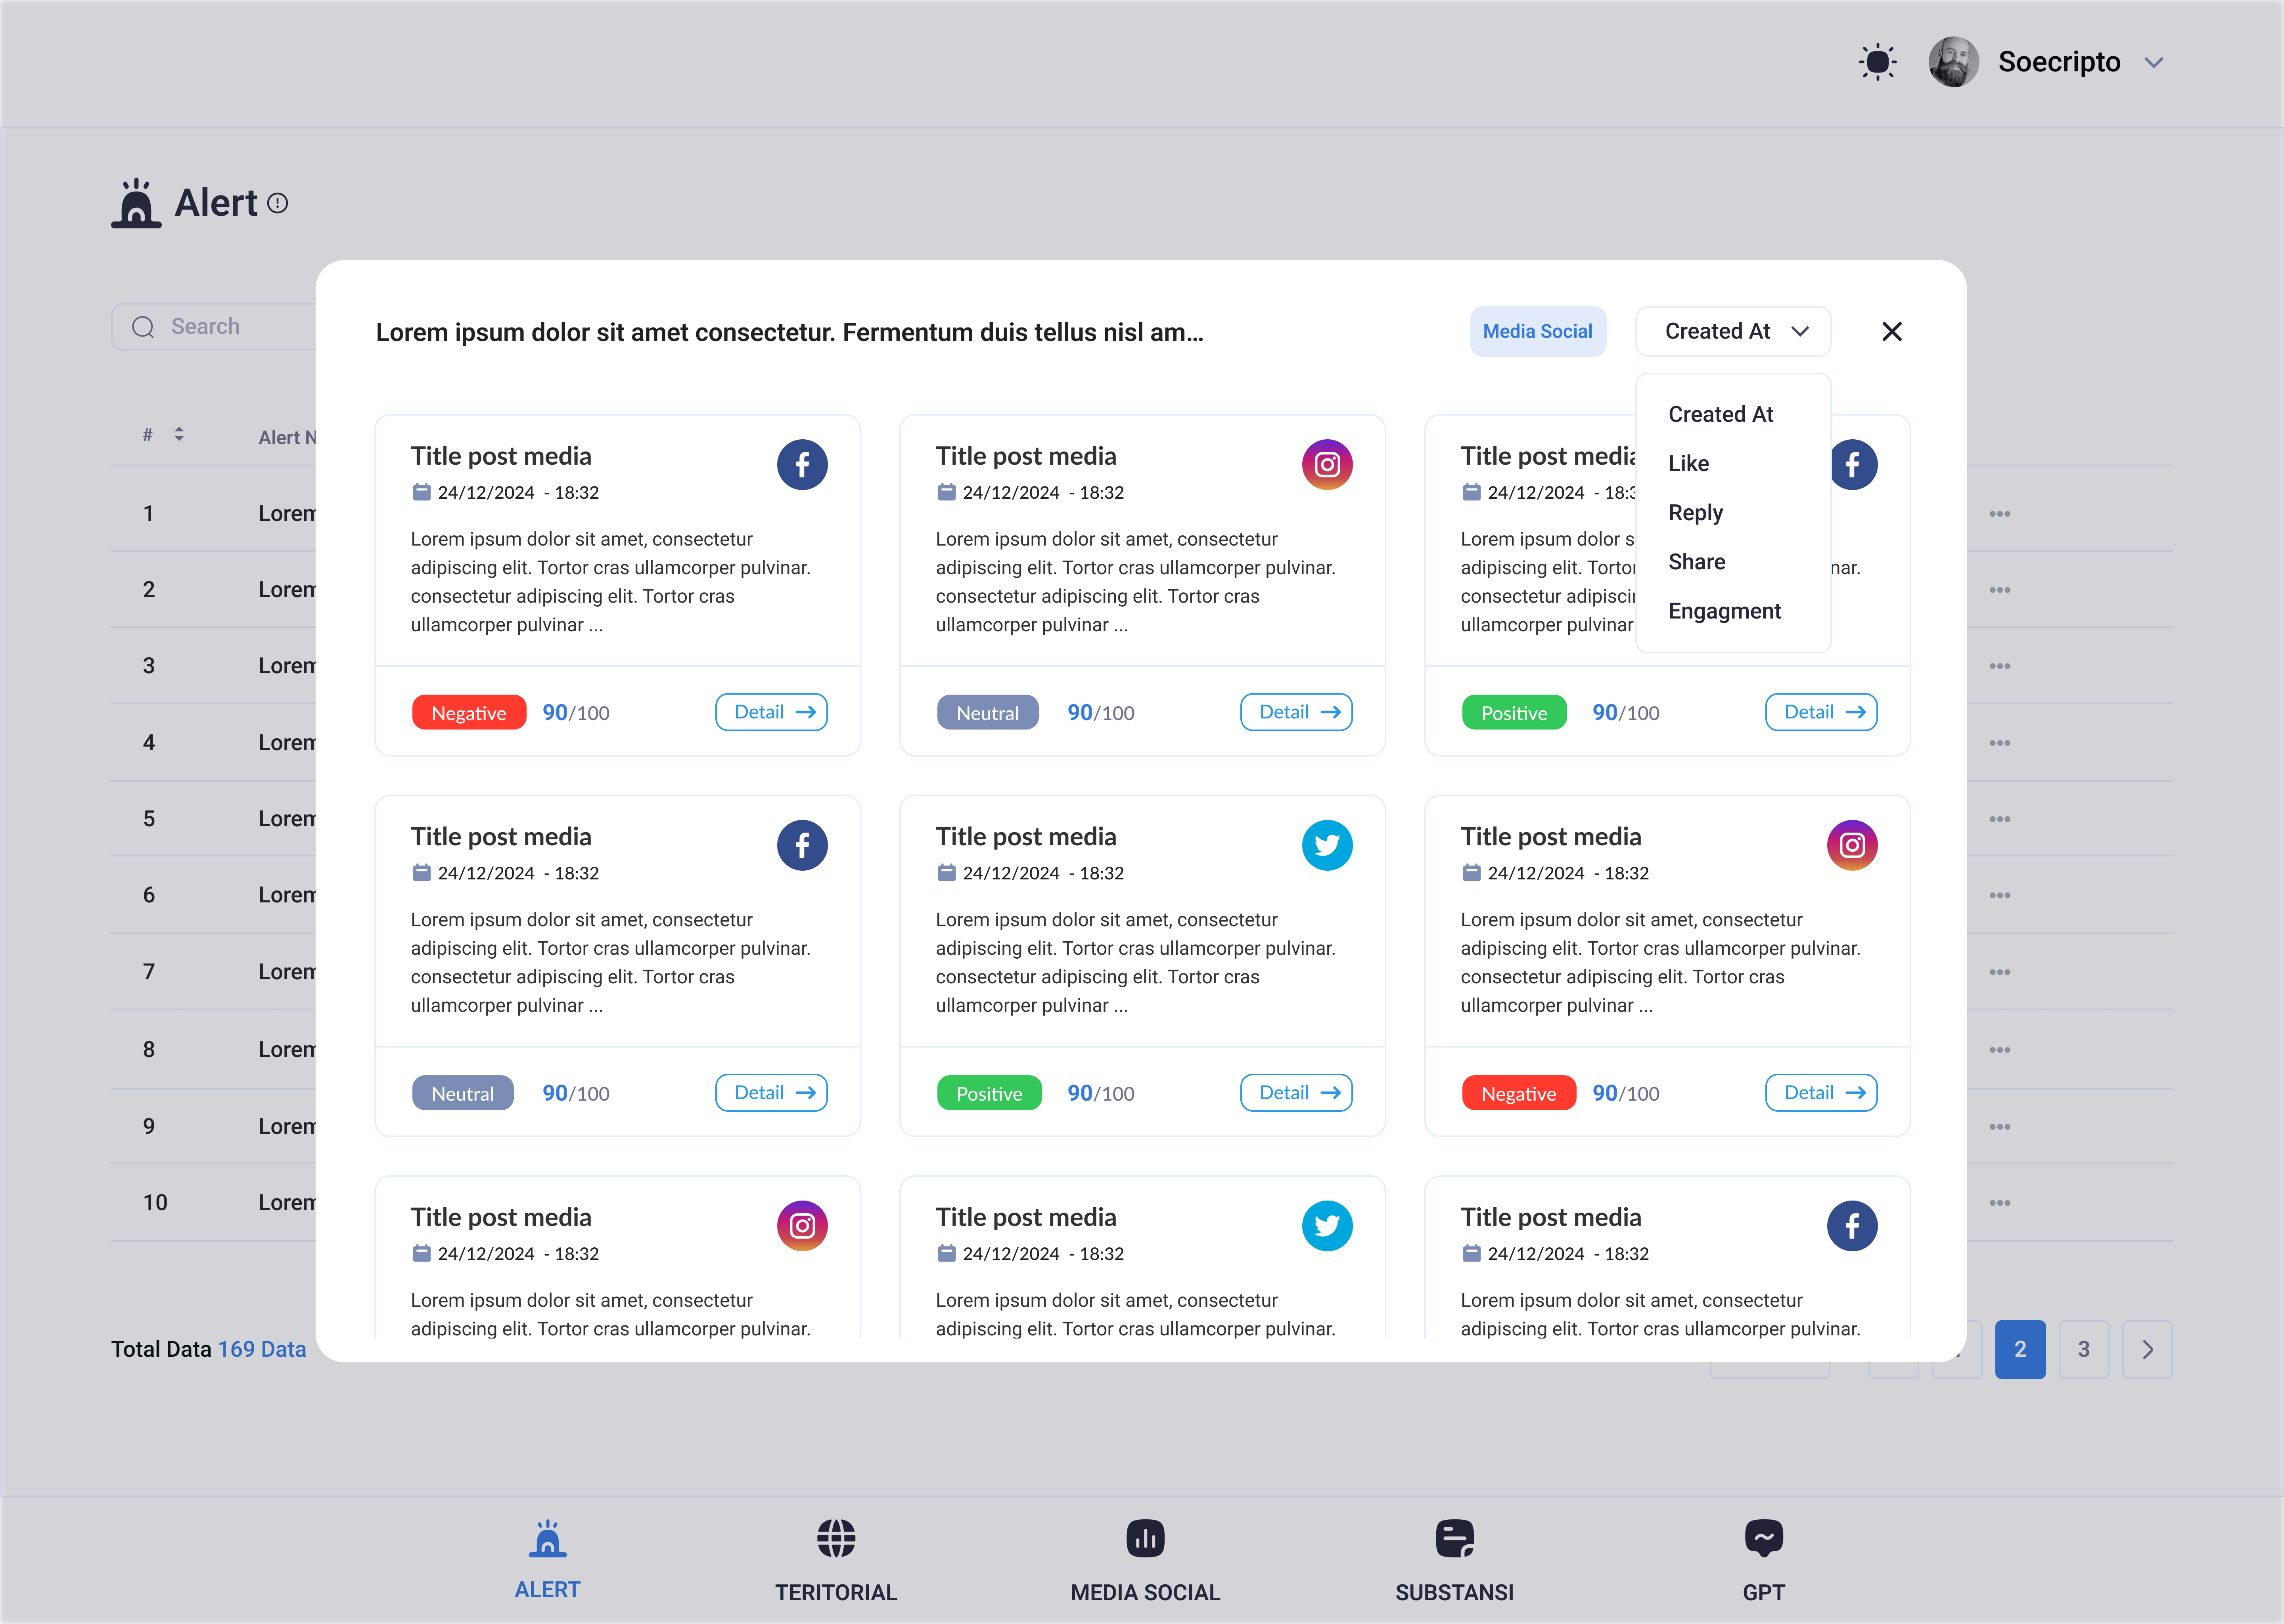 Soecripto
Alert
Search
Lorem ipsum dolor sit amet consectetur. Fermentum duis tellus nisl am...
Media Social
Created At
Created At
Like
Reply
Share
Engagment
# Alert N
1 Lorem
2 Lorem
3 Lorem
4 Lorem
5 Lorem
6 Lorem
7 Lorem
8 Lorem
9 Lorem
10 Lorem
Title post media
24/12/2024 - 18:32
Lorem ipsum dolor sit amet, consectetur
adipiscing elit. Tortor cras ullamcorper pulvinar.
consectetur adipiscing elit. Tortor cras
ullamcorper pulvinar ...
Negative 90/100 Detail
Title post media
24/12/2024 - 18:32
Lorem ipsum dolor sit amet, consectetur
adipiscing elit. Tortor cras ullamcorper pulvinar.
consectetur adipiscing elit. Tortor cras
ullamcorper pulvinar ...
Neutral 90/100 Detail
Title post media
24/12/2024 - 18:3
Lorem ipsum dolor s
adipiscing elit. Tortor nar.
consectetur adipiscin
ullamcorper pulvinar
Positive 90/100 Detail
Title post media
24/12/2024 - 18:32
Lorem ipsum dolor sit amet, consectetur
adipiscing elit. Tortor cras ullamcorper pulvinar.
consectetur adipiscing elit. Tortor cras
ullamcorper pulvinar ...
Neutral 90/100 Detail
Title post media
24/12/2024 - 18:32
Lorem ipsum dolor sit amet, consectetur
adipiscing elit. Tortor cras ullamcorper pulvinar.
consectetur adipiscing elit. Tortor cras
ullamcorper pulvinar ...
Positive 90/100 Detail
Title post media
24/12/2024 - 18:32
Lorem ipsum dolor sit amet, consectetur
adipiscing elit. Tortor cras ullamcorper pulvinar.
consectetur adipiscing elit. Tortor cras
ullamcorper pulvinar ...
Negative 90/100 Detail
Title post media
24/12/2024 - 18:32
Lorem ipsum dolor sit amet, consectetur
adipiscing elit. Tortor cras ullamcorper pulvinar.
Title post media
24/12/2024 - 18:32
Lorem ipsum dolor sit amet, consectetur
adipiscing elit. Tortor cras ullamcorper pulvinar.
Title post media
24/12/2024 - 18:32
Lorem ipsum dolor sit amet, consectetur
adipiscing elit. Tortor cras ullamcorper pulvinar.
Total Data 169 Data
2 3
ALERT
TERITORIAL
MEDIA SOCIAL
SUBSTANSI
GPT